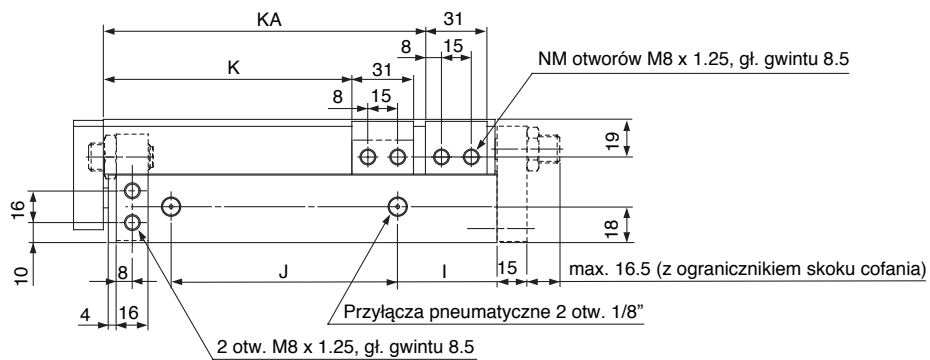 KA
31
8
15
K
31
NM otworów M8 x 1.25, gł. gwintu 8.5
8
15
19
16
18
10
8
J
I
15
max. 16.5 (z ogranicznikiem skoku cofania)
4
16
Przyłącza pneumatyczne 2 otw. 1/8”
2 otw. M8 x 1.25, gł. gwintu 8.5